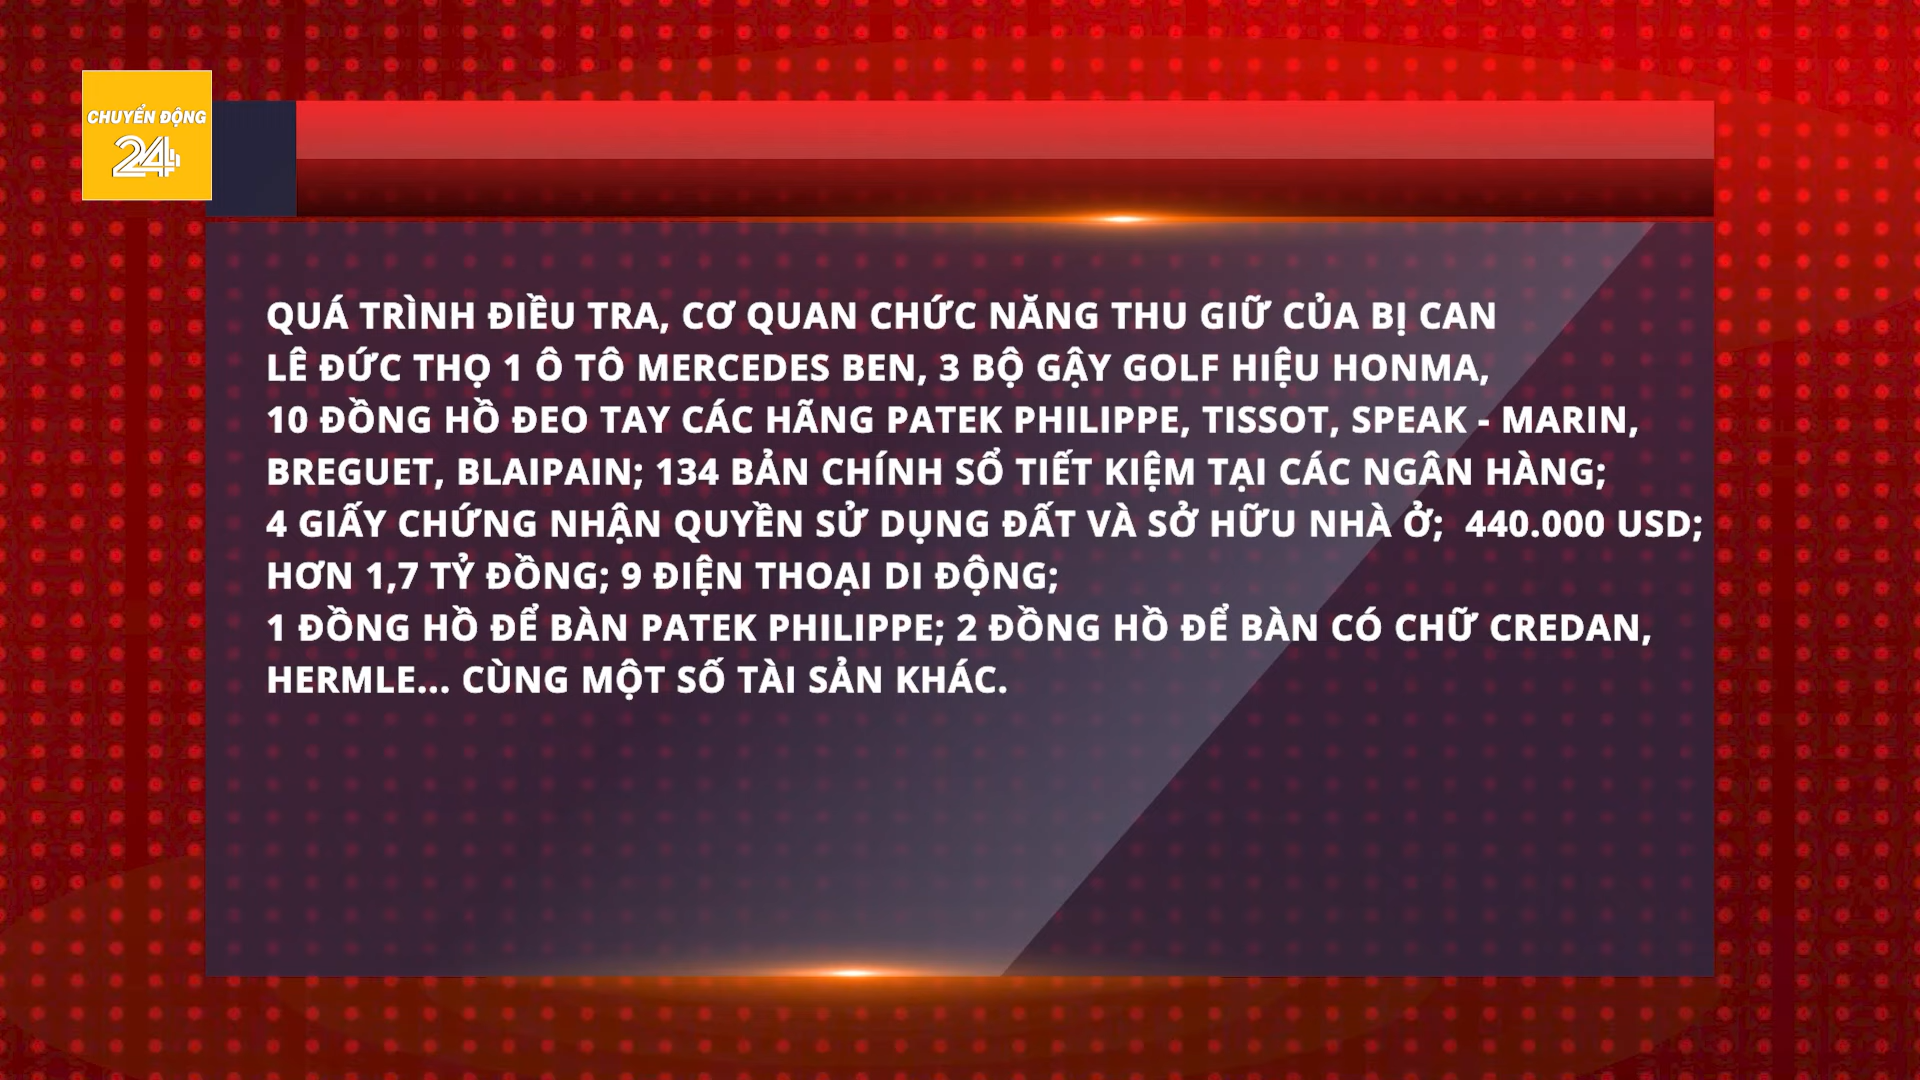 CHUYỂN ĐỘNG
24
QUÁ TRÌNH ĐIỀU TRA, CƠ QUAN CHỨC NĂNG THU GIỮ CỦA BỊ CAN
LÊ ĐỨC THỌ 1 Ô TÔ MERCEDES BEN, 3 BỘ GẬY GOLF HIỆU HONMA,
10 ĐỒNG HỒ ĐEO TAY CÁC HÃNG PATEK PHILIPPE, TISSOT, SPEAK - MARIN,
BREGUET, BLAIPAIN; 134 BẢN CHÍNH SỔ TIẾT KIỆM TẠI CÁC NGÂN HÀNG;
4 GIẤY CHỨNG NHẬN QUYỀN SỬ DỤNG ĐẤT VÀ SỞ HỮU NHÀ Ở;  440.000 USD;
HƠN 1,7 TỶ ĐỒNG; 9 ĐIỆN THOẠI DI ĐỘNG;
1 ĐỒNG HỒ ĐỂ BÀN PATEK PHILIPPE; 2 ĐỒNG HỒ ĐỂ BÀN CÓ CHỮ CREDAN,
HERMLE... CÙNG MỘT SỐ TÀI SẢN KHÁC.